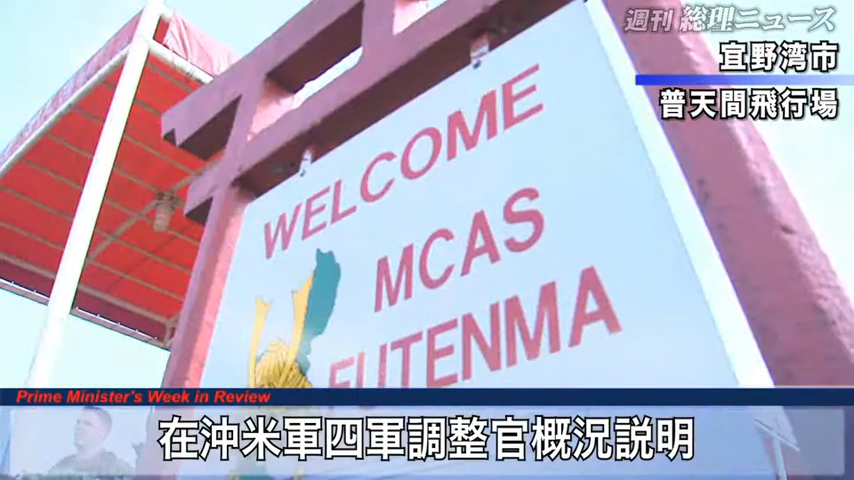 週刊 総理ニュース
宜野湾市
普天間飛行場
WELCOME
MCAS
FUTENMA
Prime Minister's Week in Review
在沖米軍四軍調整官概況説明